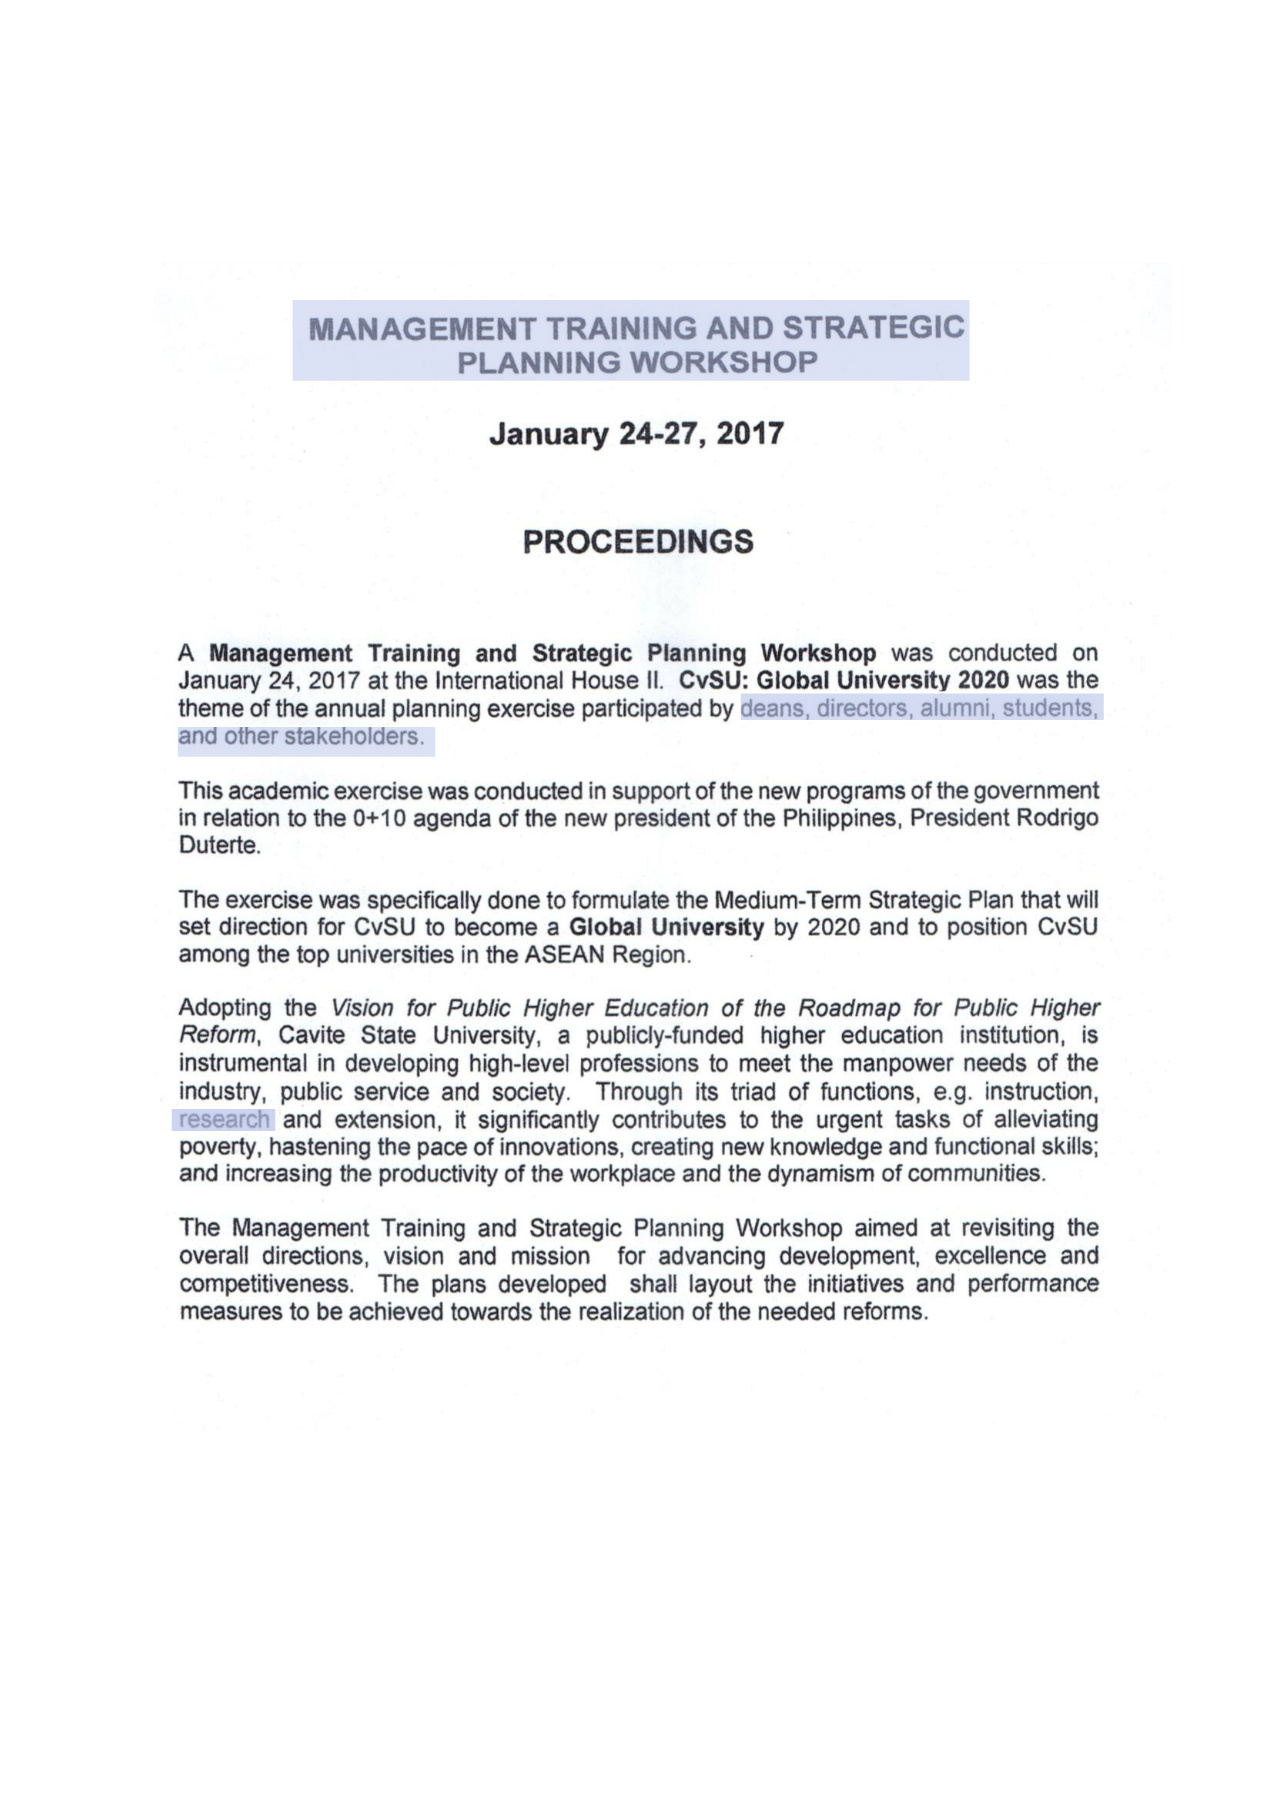 MANAGEMENT TRAINING AND STRATEGIC
PLANNING WORKSHOP
January 24-27, 2017
PROCEEDINGS
A Management Training and Strategic Planning Workshop was conducted on
January 24, 2017 at the International House II.  CvSU: Global University 2020 was the
theme of the annual planning exercise participated by deans, directors, alumni, students,
and other stakeholders.
This academic exercise was conducted in support of the new programs of the government
in relation to the 0+10 agenda of the new president of the Philippines, President Rodrigo
Duterte.
The exercise was specifically done to formulate the Medium-Term Strategic Plan that will
set direction for CvSU to become a Global University by 2020 and to position CvSU
among the top universities in the ASEAN Region.
Adopting the Vision for Public Higher Education of the Roadmap for Public Higher
Reform, Cavite State University, a publicly-funded higher education institution, is
instrumental in developing high-level professions to meet the manpower needs of the
industry, public service and society.  Through its triad of functions, e.g. instruction,
research and extension, it significantly contributes to the urgent tasks of alleviating
poverty, hastening the pace of innovations, creating new knowledge and functional skills;
and increasing the productivity of the workplace and the dynamism of communities.
The Management Training and Strategic Planning Workshop aimed at revisiting the
overall directions, vision and mission  for advancing development, excellence and
competitiveness.  The plans developed  shall layout the initiatives and performance
measures to be achieved towards the realization of the needed reforms.